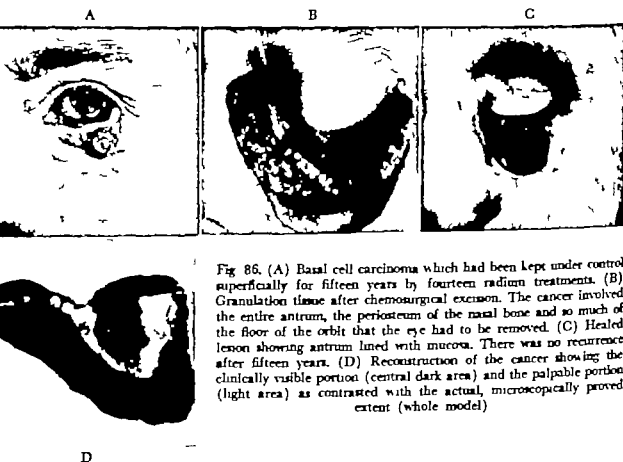 A
B
C
Fig 86. (A) Basal cell carcinoma which had been kept under control
superficially for fifteen years by fourteen radium treatments. (B)
Granulation tissue after chemosurgical excision. The cancer involved
the entire antrum, the periosteum of the nasal bone and so much of
the floor of the orbit that the eye had to be removed. (C) Healed
lesion showing antrum lined with mucosa. There was no recurrence
after fifteen years. (D) Reconstruction of the cancer showing the
clinically visible portion (central dark area) and the palpable portion
(light area) as contrasted with the actual, microscopically proved
extent (whole model)
D